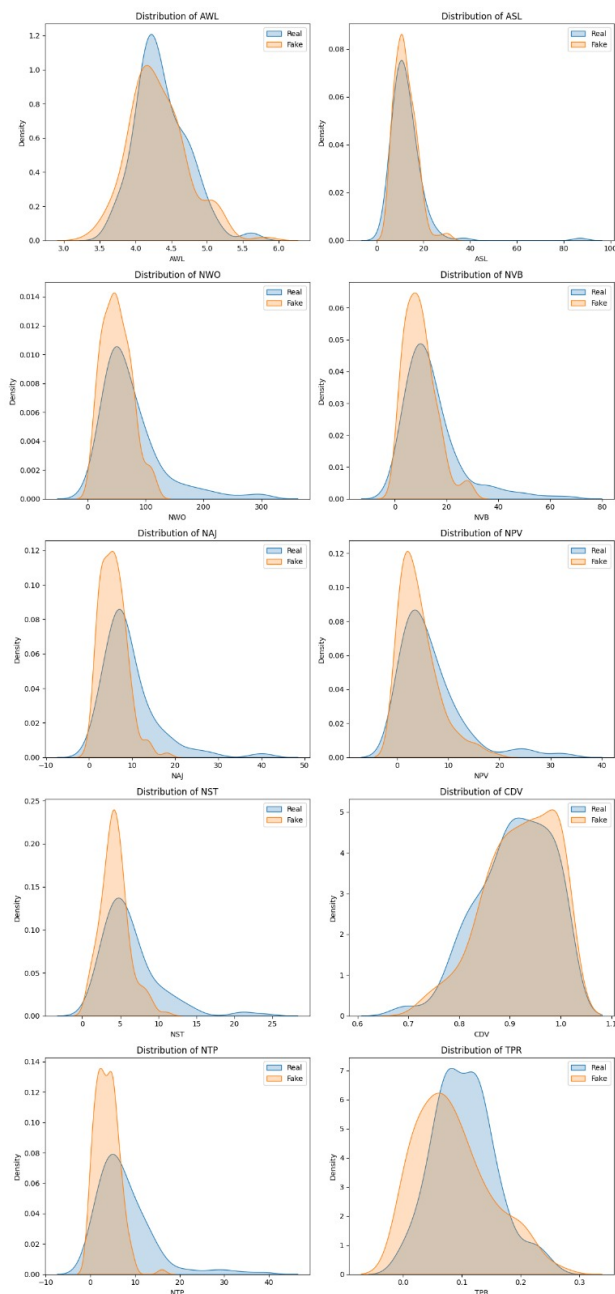 Distribution of AWL
Real
Fake
1.2
1.0
0.8
0.6
0.4
0.2
0.0
Density
3.0 3.5 4.0 4.5 5.0 5.5 6.0
AWL
Distribution of ASL
Real
Fake
0.08
0.06
0.04
0.02
0.00
Density
0 20 40 60 80 100
ASL
Distribution of NWO
Real
Fake
0.014
0.012
0.010
0.008
0.006
0.004
0.002
0.000
Density
0 100 200 300
NWO
Distribution of NVB
Real
Fake
0.06
0.05
0.04
0.03
0.02
0.01
0.00
Density
0 20 40 60 80
NVB
Distribution of NAJ
Real
Fake
0.12
0.10
0.08
0.06
0.04
0.02
0.00
Density
−10 0 10 20 30 40 50
NAJ
Distribution of NPV
Real
Fake
0.12
0.10
0.08
0.06
0.04
0.02
0.00
Density
0 10 20 30 40
NPV
Distribution of NST
Real
Fake
0.25
0.20
0.15
0.10
0.05
0.00
Density
0 5 10 15 20 25
NST
Distribution of CDV
Real
Fake
5
4
3
2
1
0
Density
0.6 0.7 0.8 0.9 1.0 1.1
CDV
Distribution of NTP
Real
Fake
0.14
0.12
0.10
0.08
0.06
0.04
0.02
0.00
Density
−10 0 10 20 30 40
NTP
Distribution of TPR
Real
Fake
7
6
5
4
3
2
1
0
Density
0.0 0.1 0.2 0.3
TPR